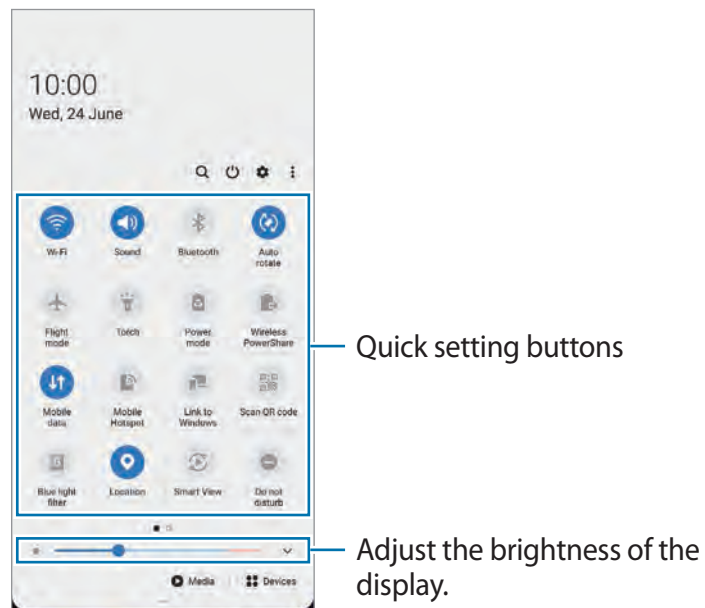 10:00
Wed, 24 June
Wi-Fi
Sound
Bluetooth
Auto
rotate
Flight
mode
Torch
Power
mode
Wireless
PowerShare
Quick setting buttons
Mobile
data
Mobile
Hotspot
Link to
Windows
Scan QR code
Blue light
filter
Location
Smart View
Do not
disturb
Adjust the brightness of the
display.
Media
Devices